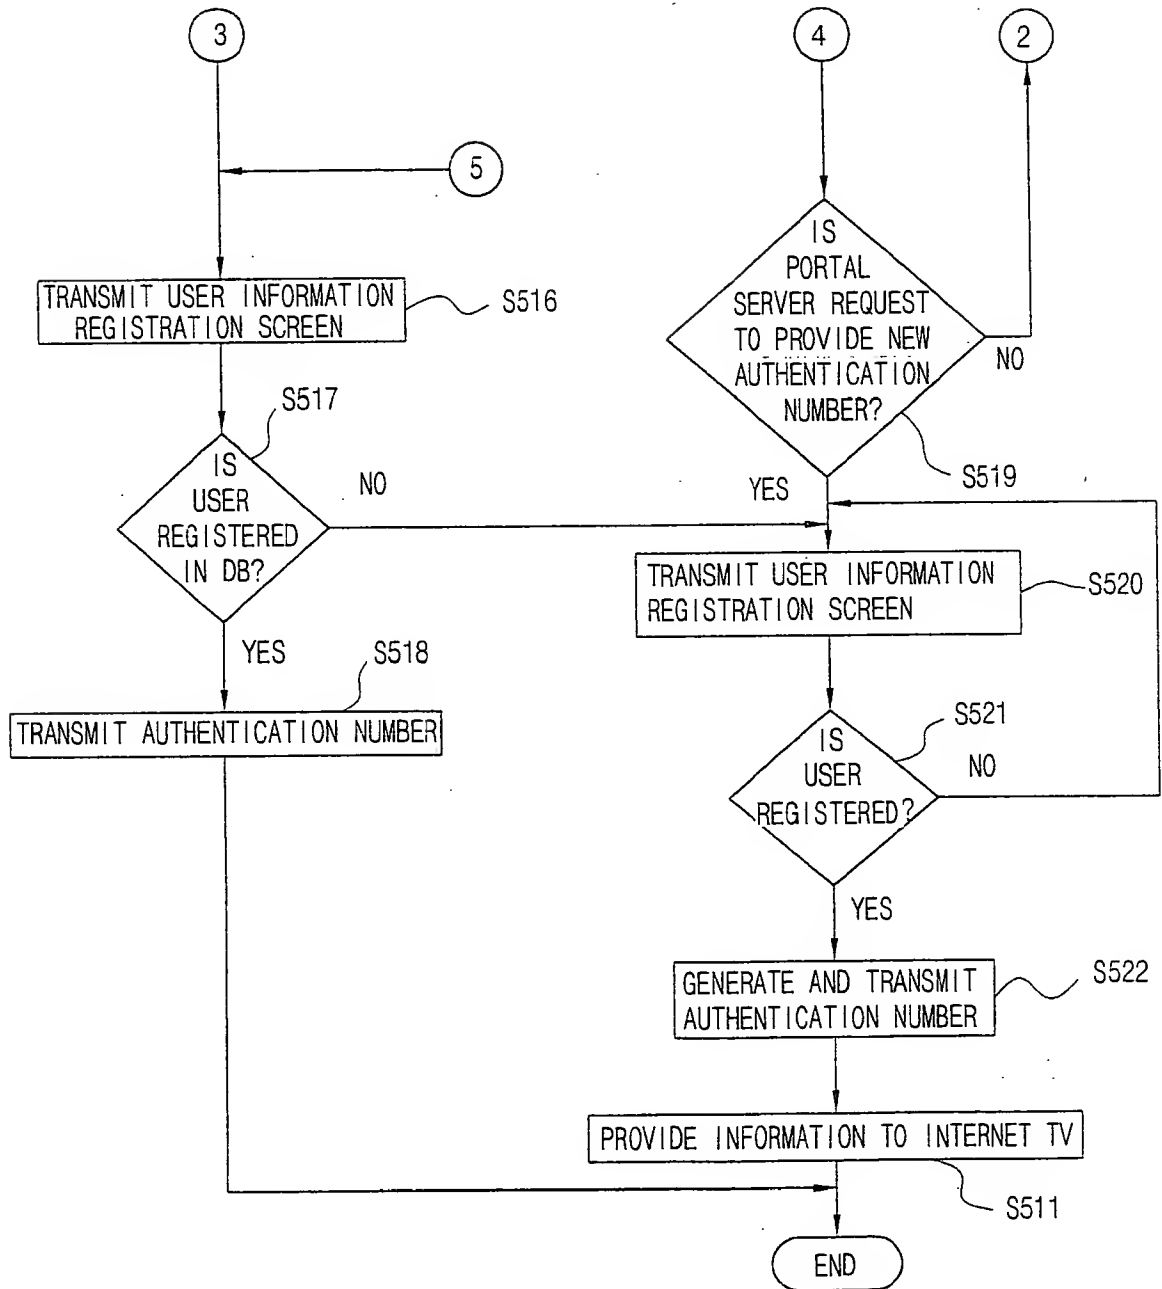 3
4
2
5
TRANSMIT USER INFORMATION
REGISTRATION SCREEN
S516
IS
PORTAL
SERVER REQUEST
TO PROVIDE NEW
AUTHENTICATION
NUMBER?
NO
S519
YES
S517
IS
USER
REGISTERED
IN DB?
NO
YES
S518
TRANSMIT AUTHENTICATION NUMBER
TRANSMIT USER INFORMATION
REGISTRATION SCREEN
S520
S521
IS
USER
REGISTERED?
NO
YES
GENERATE AND TRANSMIT
AUTHENTICATION NUMBER
S522
PROVIDE INFORMATION TO INTERNET TV
S511
END